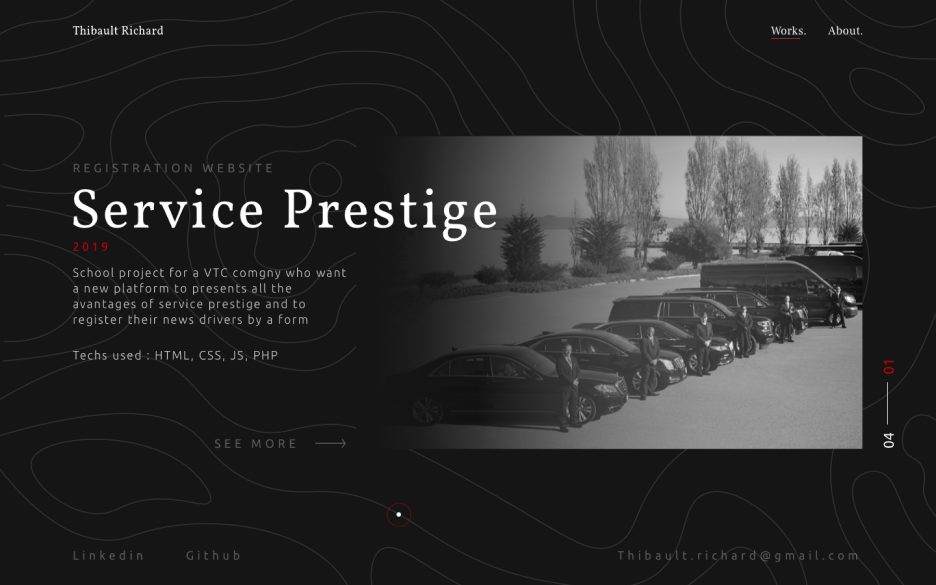 Thibault Richard
Works.
About.
REGISTRATION WEBSITE
Service Prestige
2019
School project for a VTC comgny who want
a new platform to presents all the
avantages of service prestige and to
register their news drivers by a form
Techs used : HTML, CSS, JS, PHP
SEE MORE
01
04
Linkedin
Github
Thibault.richard@gmail.com